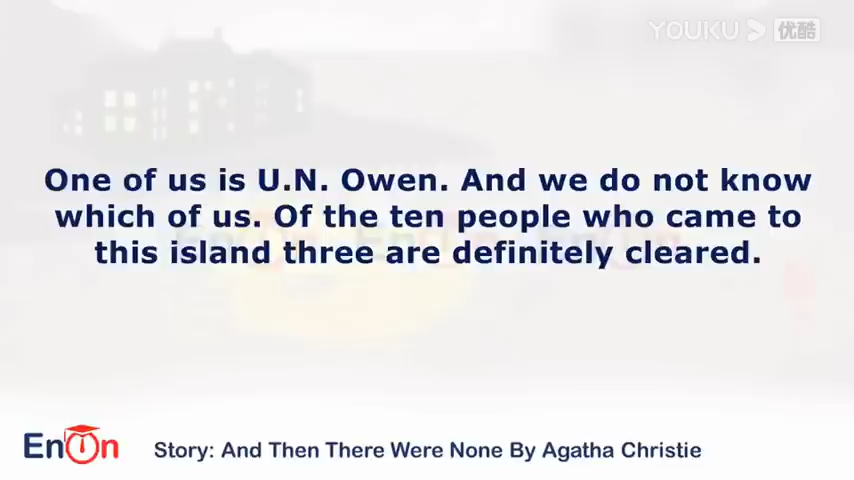 YOUKU 优酷
One of us is U.N. Owen. And we do not know
which of us. Of the ten people who came to
this island three are definitely cleared.
EnOn
Story: And Then There Were None By Agatha Christie